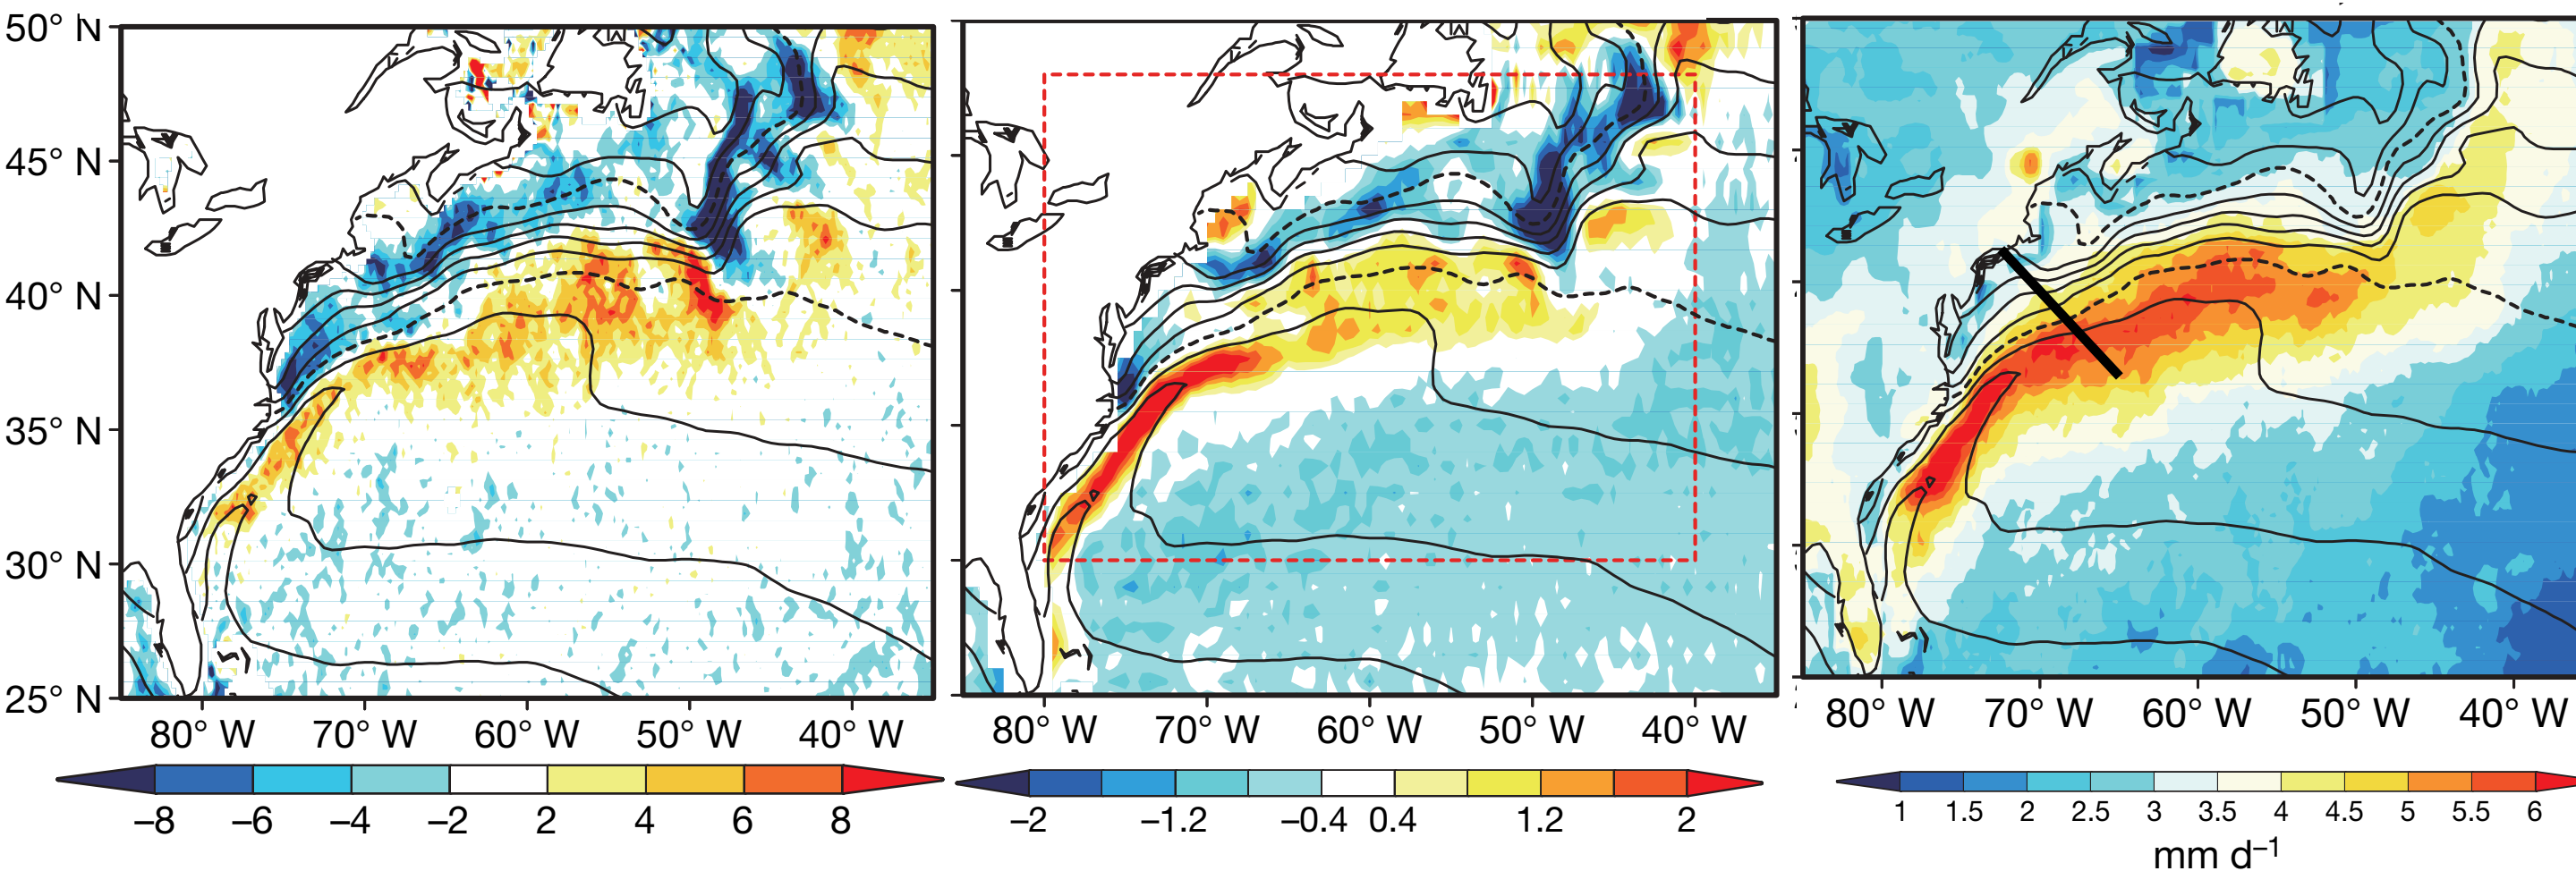 50° N
45° N
40° N
35° N
30° N
25° N
80° W 70° W 60° W 50° W 40° W
−8 −6 −4 −2 2 4 6 8
80° W 70° W 60° W 50° W 40° W
−2 −1.2 −0.4 0.4 1.2 2
80° W 70° W 60° W 50° W 40° W
1 1.5 2 2.5 3 3.5 4 4.5 5 5.5 6
mm d⁻¹